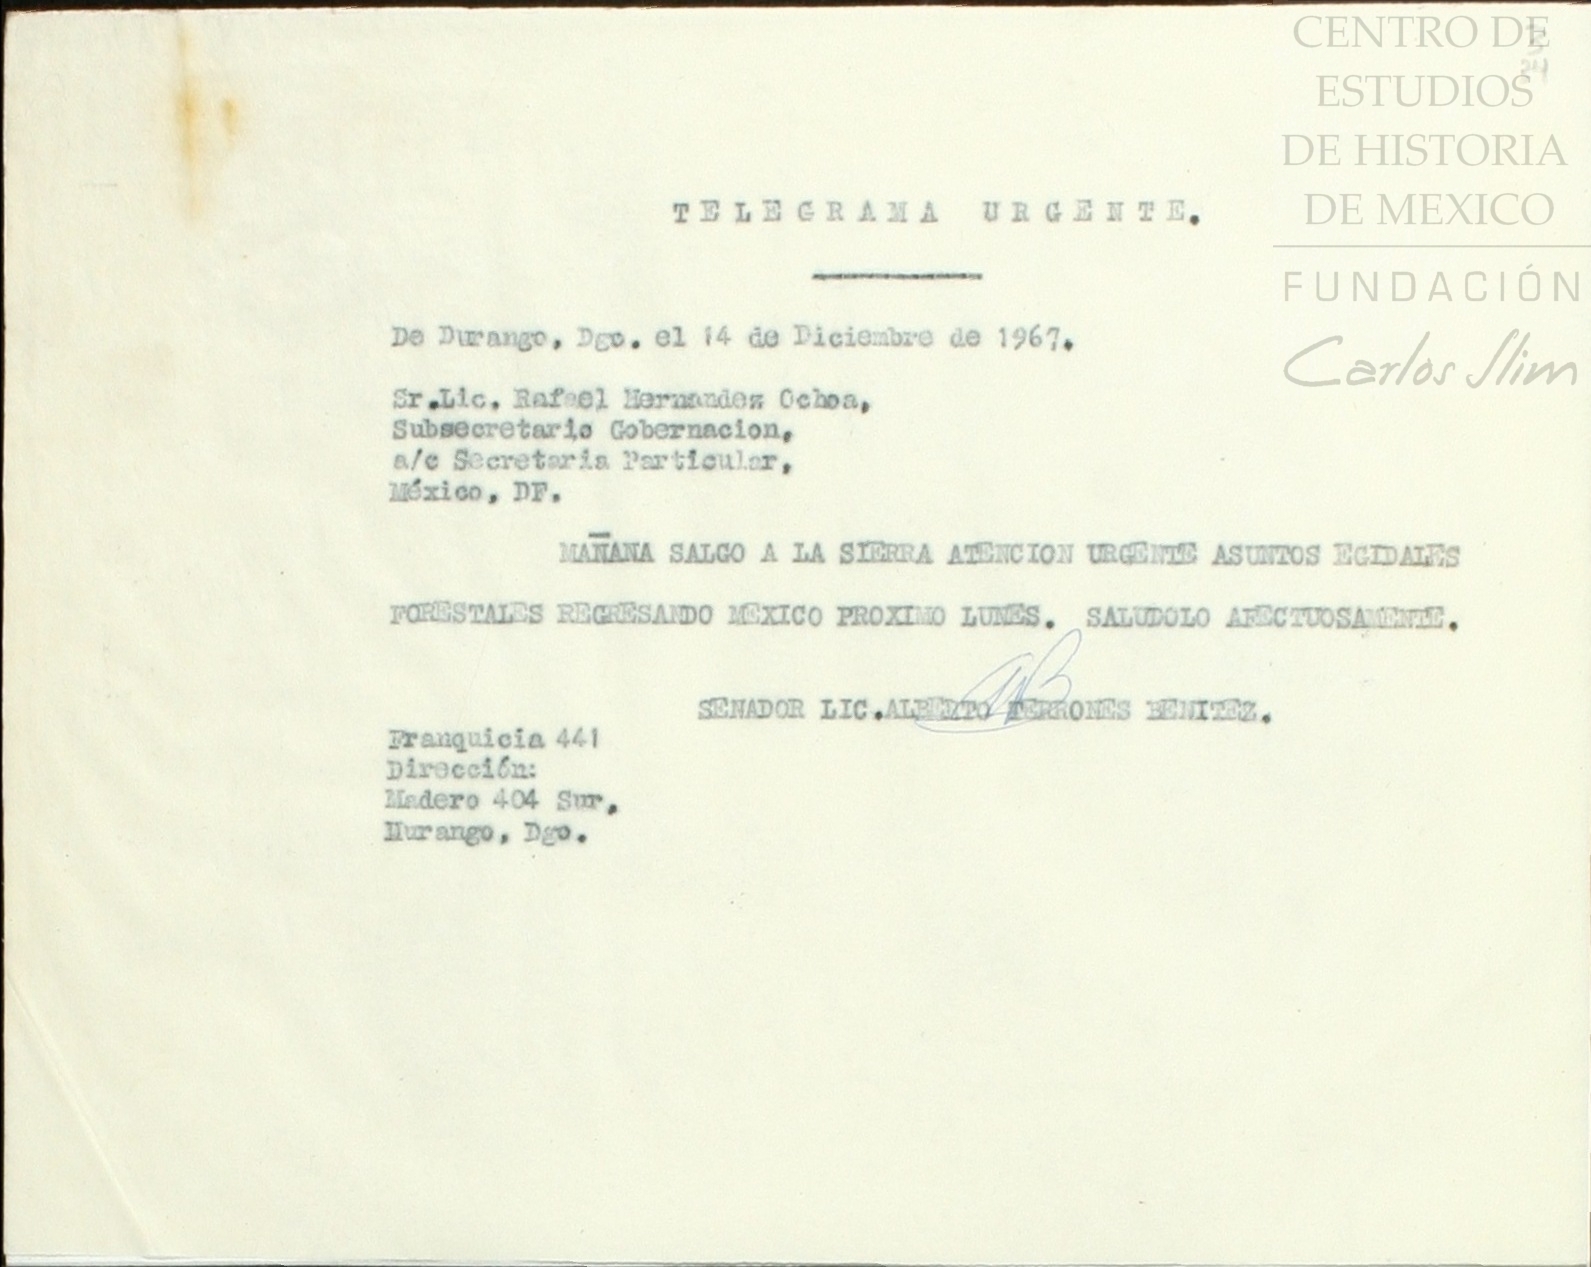 CENTRO DE
ESTUDIOS
DE HISTORIA
DE MEXICO
FUNDACIÓN
Carlos Slim
TELEGRAMA URGENTE.
De Durango, Dgo. el 14 de Diciembre de 1967.
Sr.Lic. Rafael Hernandez Ochoa,
Subsecretario Gobernacion,
a/c Secretaria Particular,
México, DF.
MAÑANA SALGO A LA SIERRA ATENCION URGENTE ASUNTOS EGIDALES
FORESTALES REGRESANDO MEXICO PROXIMO LUNES. SALUDOLO AFECTUOSAMENTE.
SENADOR LIC.ALBERTO TERRONES BENITEZ.
Franquicia 441
Dirección:
Madero 404 Sur.
Hurango, Dgo.